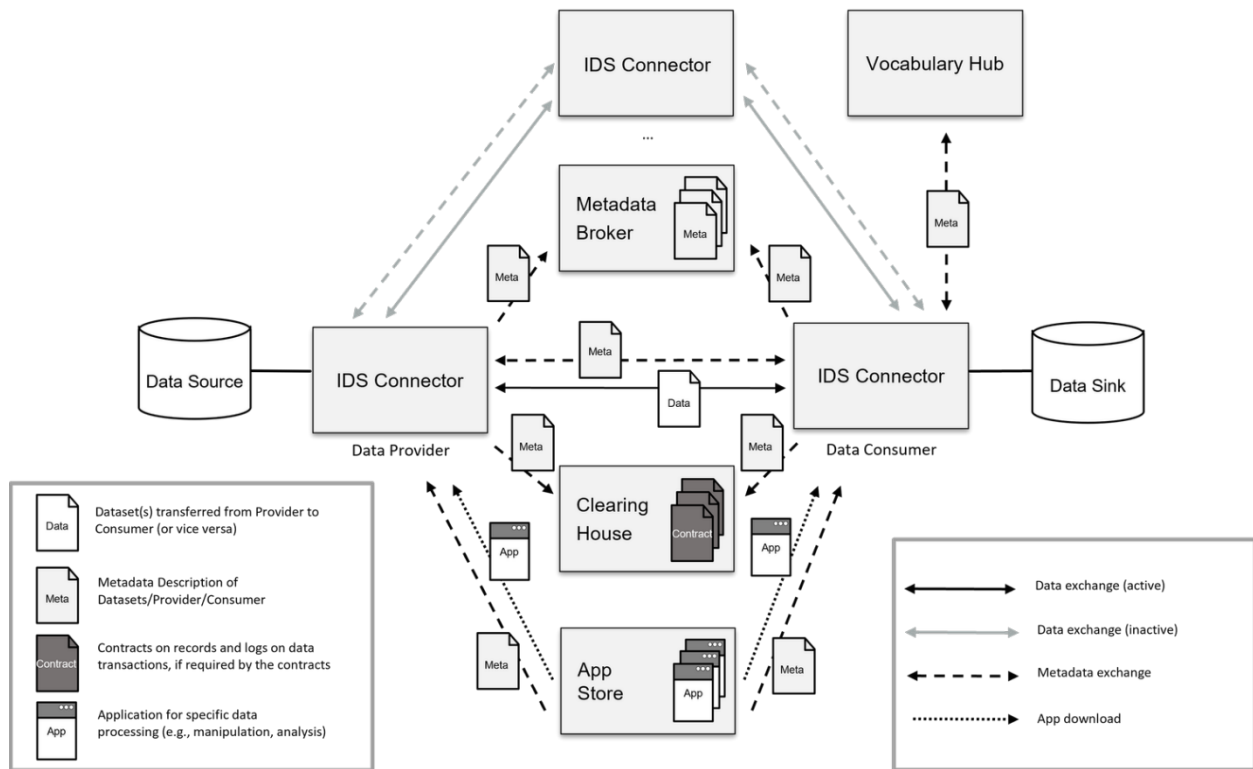 IDS Connector
Vocabulary Hub
...
Metadata
Broker
Meta
Meta
Meta
Meta
Data Source
IDS Connector
Meta
IDS Connector
Data Sink
Data
Data Provider
Data Consumer
Meta
Meta
Clearing
House
Contract
App
App
App
Store
App
Meta
Meta
Data
Dataset(s) transferred from Provider to
Consumer (or vice versa)
Meta
Metadata Description of
Datasets/Provider/Consumer
Contract
Contracts on records and logs on data
transactions, if required by the contracts
App
Application for specific data
processing (e.g., manipulation, analysis)
Data exchange (active)
Data exchange (inactive)
Metadata exchange
App download